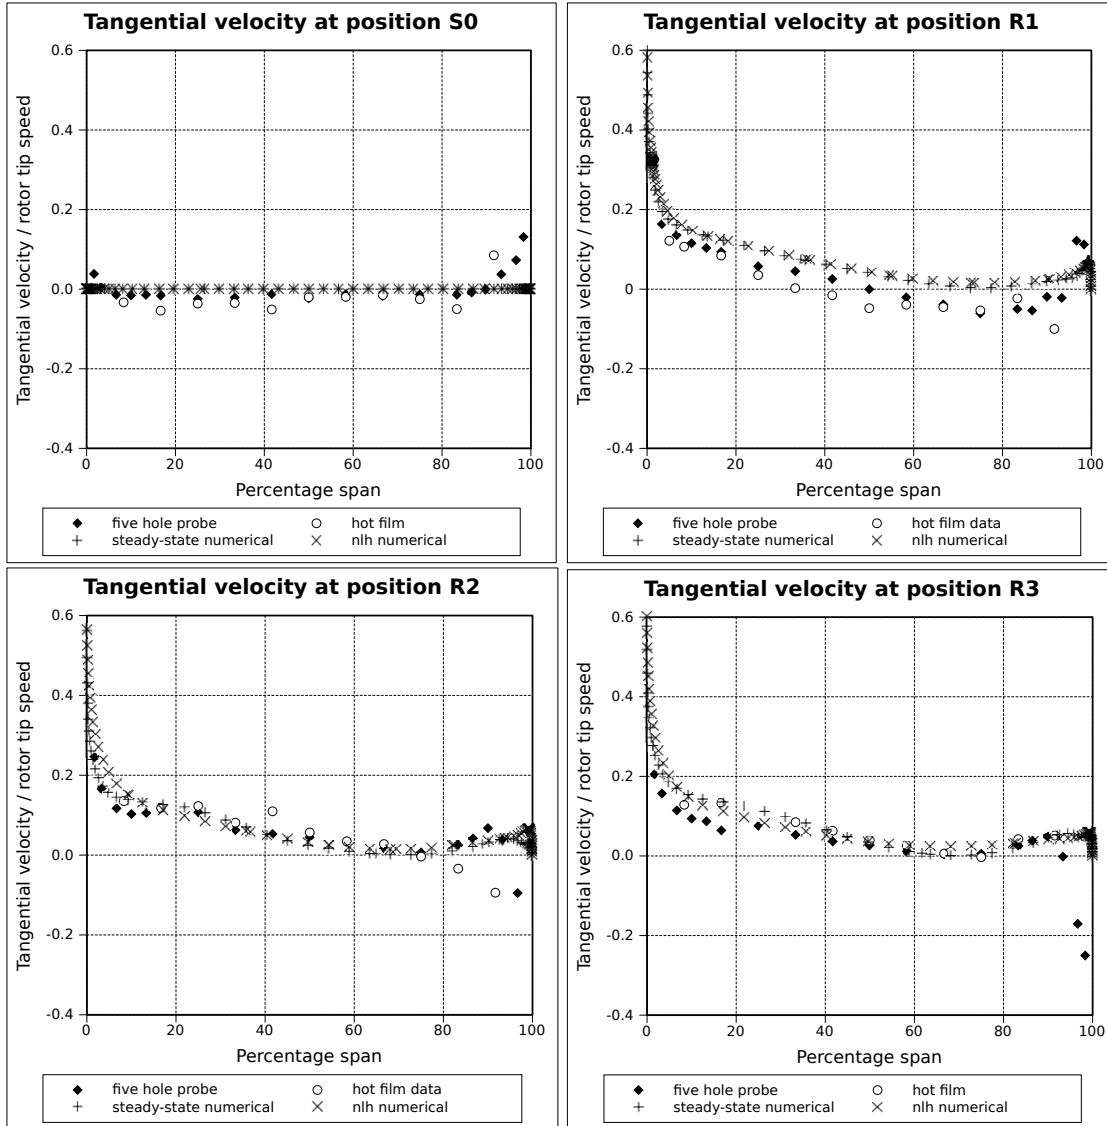 Tangential velocity at position S0
Tangential velocity / rotor tip speed
0.6
0.4
0.2
0.0
-0.2
-0.4
0 20 40 60 80 100
Percentage span
five hole probe hot film
steady-state numerical nlh numerical
Tangential velocity at position R1
Tangential velocity / rotor tip speed
0.6
0.4
0.2
0.0
-0.2
-0.4
0 20 40 60 80 100
Percentage span
five hole probe hot film data
steady-state numerical nlh numerical
Tangential velocity at position R2
Tangential velocity / rotor tip speed
0.6
0.4
0.2
0.0
-0.2
-0.4
0 20 40 60 80 100
Percentage span
five hole probe hot film data
steady-state numerical nlh numerical
Tangential velocity at position R3
Tangential velocity / rotor tip speed
0.6
0.4
0.2
0.0
-0.2
-0.4
0 20 40 60 80 100
Percentage span
five hole probe hot film
steady-state numerical nlh numerical